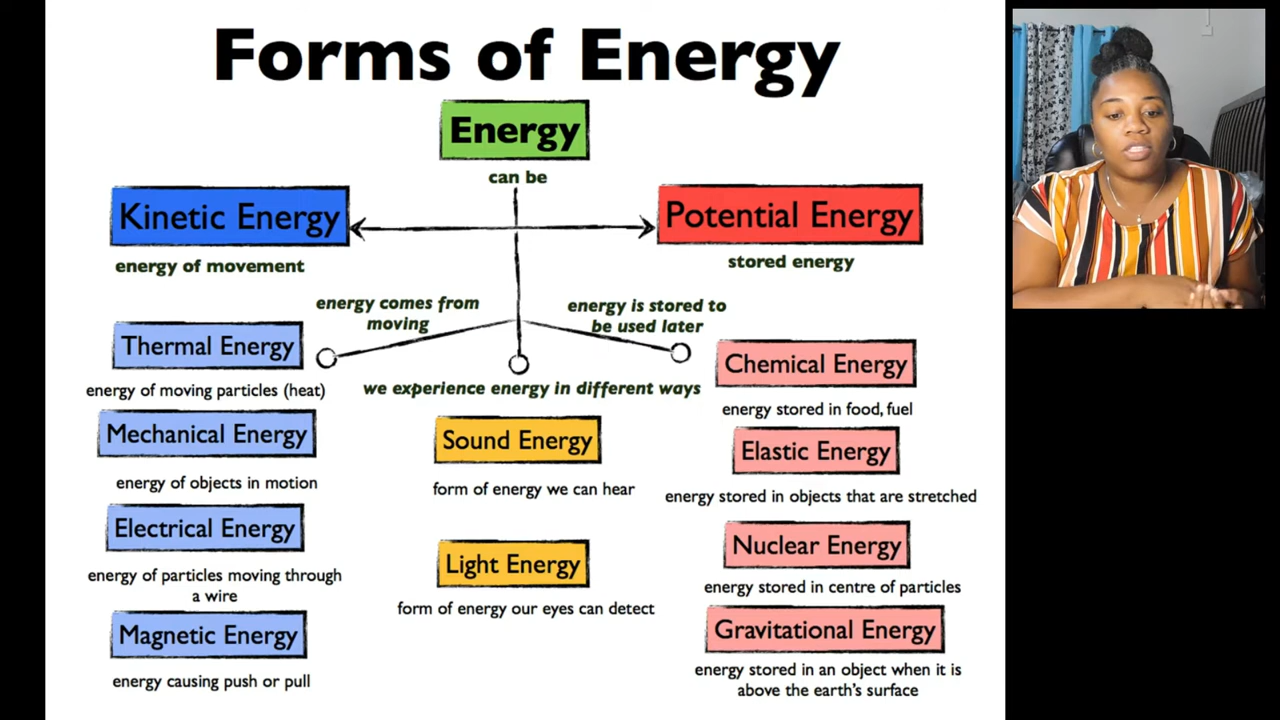 Forms of Energy
Energy
can be
Kinetic Energy
energy of movement
Potential Energy
stored energy
energy comes from
moving
energy is stored to
be used later
we experience energy in different ways
Thermal Energy
energy of moving particles (heat)
Mechanical Energy
energy of objects in motion
Electrical Energy
energy of particles moving through
a wire
Magnetic Energy
energy causing push or pull
Sound Energy
form of energy we can hear
Light Energy
form of energy our eyes can detect
Chemical Energy
energy stored in food, fuel
Elastic Energy
energy stored in objects that are stretched
Nuclear Energy
energy stored in centre of particles
Gravitational Energy
energy stored in an object when it is
above the earth's surface